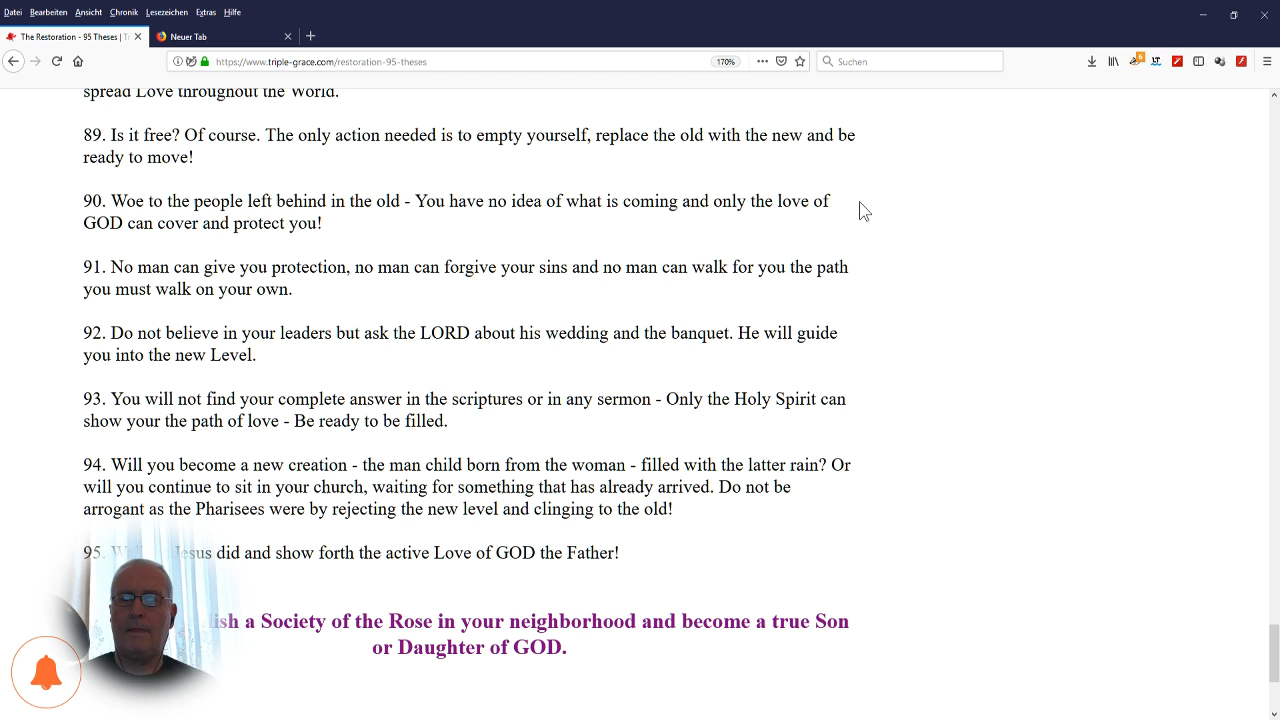 Datei Bearbeiten Ansicht Chronik Lesezeichen Extras Hilfe
The Restoration - 95 Theses | Neuer Tab
https://www.triple-grace.com/restoration-95-theses 170% Suchen
6
spread Love throughout the World.
89. Is it free? Of course. The only action needed is to empty yourself, replace the old with the new and be
ready to move!
90. Woe to the people left behind in the old - You have no idea of what is coming and only the love of
GOD can cover and protect you!
91. No man can give you protection, no man can forgive your sins and no man can walk for you the path
you must walk on your own.
92. Do not believe in your leaders but ask the LORD about his wedding and the banquet. He will guide
you into the new Level.
93. You will not find your complete answer in the scriptures or in any sermon - Only the Holy Spirit can
show your the path of love - Be ready to be filled.
94. Will you become a new creation - the man child born from the woman - filled with the latter rain? Or
will you continue to sit in your church, waiting for something that has already arrived. Do not be
arrogant as the Pharisees were by rejecting the new level and clinging to the old!
95. Jesus did and show forth the active Love of GOD the Father!
a Society of the Rose in your neighborhood and become a true Son
or Daughter of GOD.